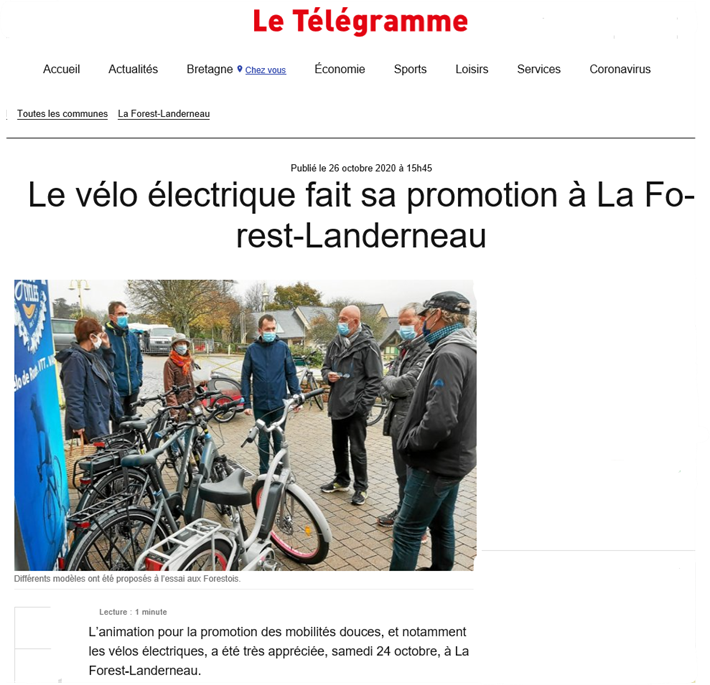 Le Télégramme
Accueil Actualités Bretagne Chez vous Économie Sports Loisirs Services Coronavirus
Toutes les communes La Forest-Landerneau
Publié le 26 octobre 2020 à 15h45
Le vélo électrique fait sa promotion à La Fo-
rest-Landerneau
CYCLES
Différents modèles ont été proposés à l'essai aux Forestois.
Lecture : 1 minute
L'animation pour la promotion des mobilités douces, et notamment
les vélos électriques, a été très appréciée, samedi 24 octobre, à La
Forest-Landerneau.